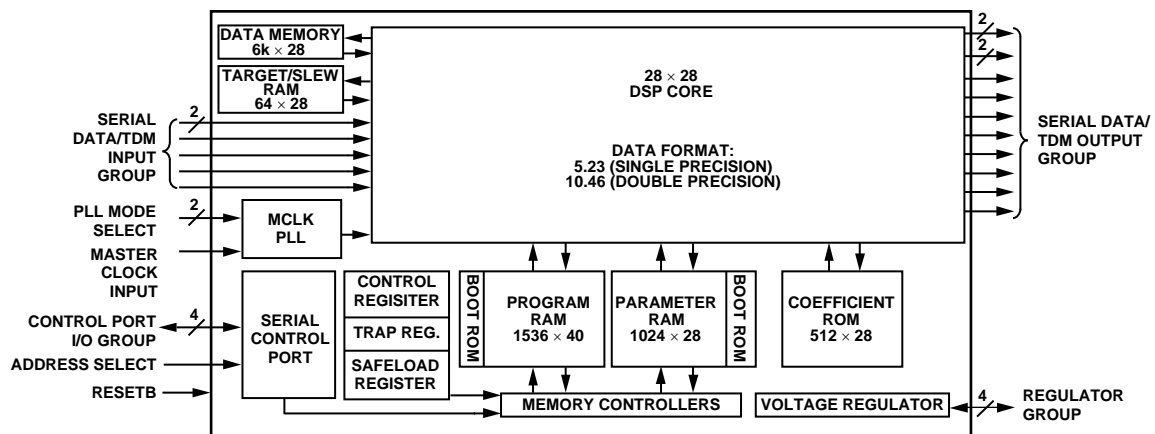 DATA MEMORY
6k × 28
TARGET/SLEW
RAM
64 × 28
28 × 28
DSP CORE
DATA FORMAT:
5.23 (SINGLE PRECISION)
10.46 (DOUBLE PRECISION)
2
2
SERIAL DATA/
TDM OUTPUT
GROUP
SERIAL
DATA/TDM
INPUT
GROUP
2
PLL MODE
SELECT
2
MCLK
PLL
MASTER
CLOCK
INPUT
CONTROL PORT
I/O GROUP
4
ADDRESS SELECT
RESETB
SERIAL
CONTROL
PORT
CONTROL
REGISITER
TRAP REG.
SAFELOAD
REGISTER
BOOT ROM
PROGRAM
RAM
1536 × 40
PARAMETER
RAM
1024 × 28
BOOT ROM
COEFFICIENT
ROM
512 × 28
MEMORY CONTROLLERS
VOLTAGE REGULATOR
4
REGULATOR
GROUP